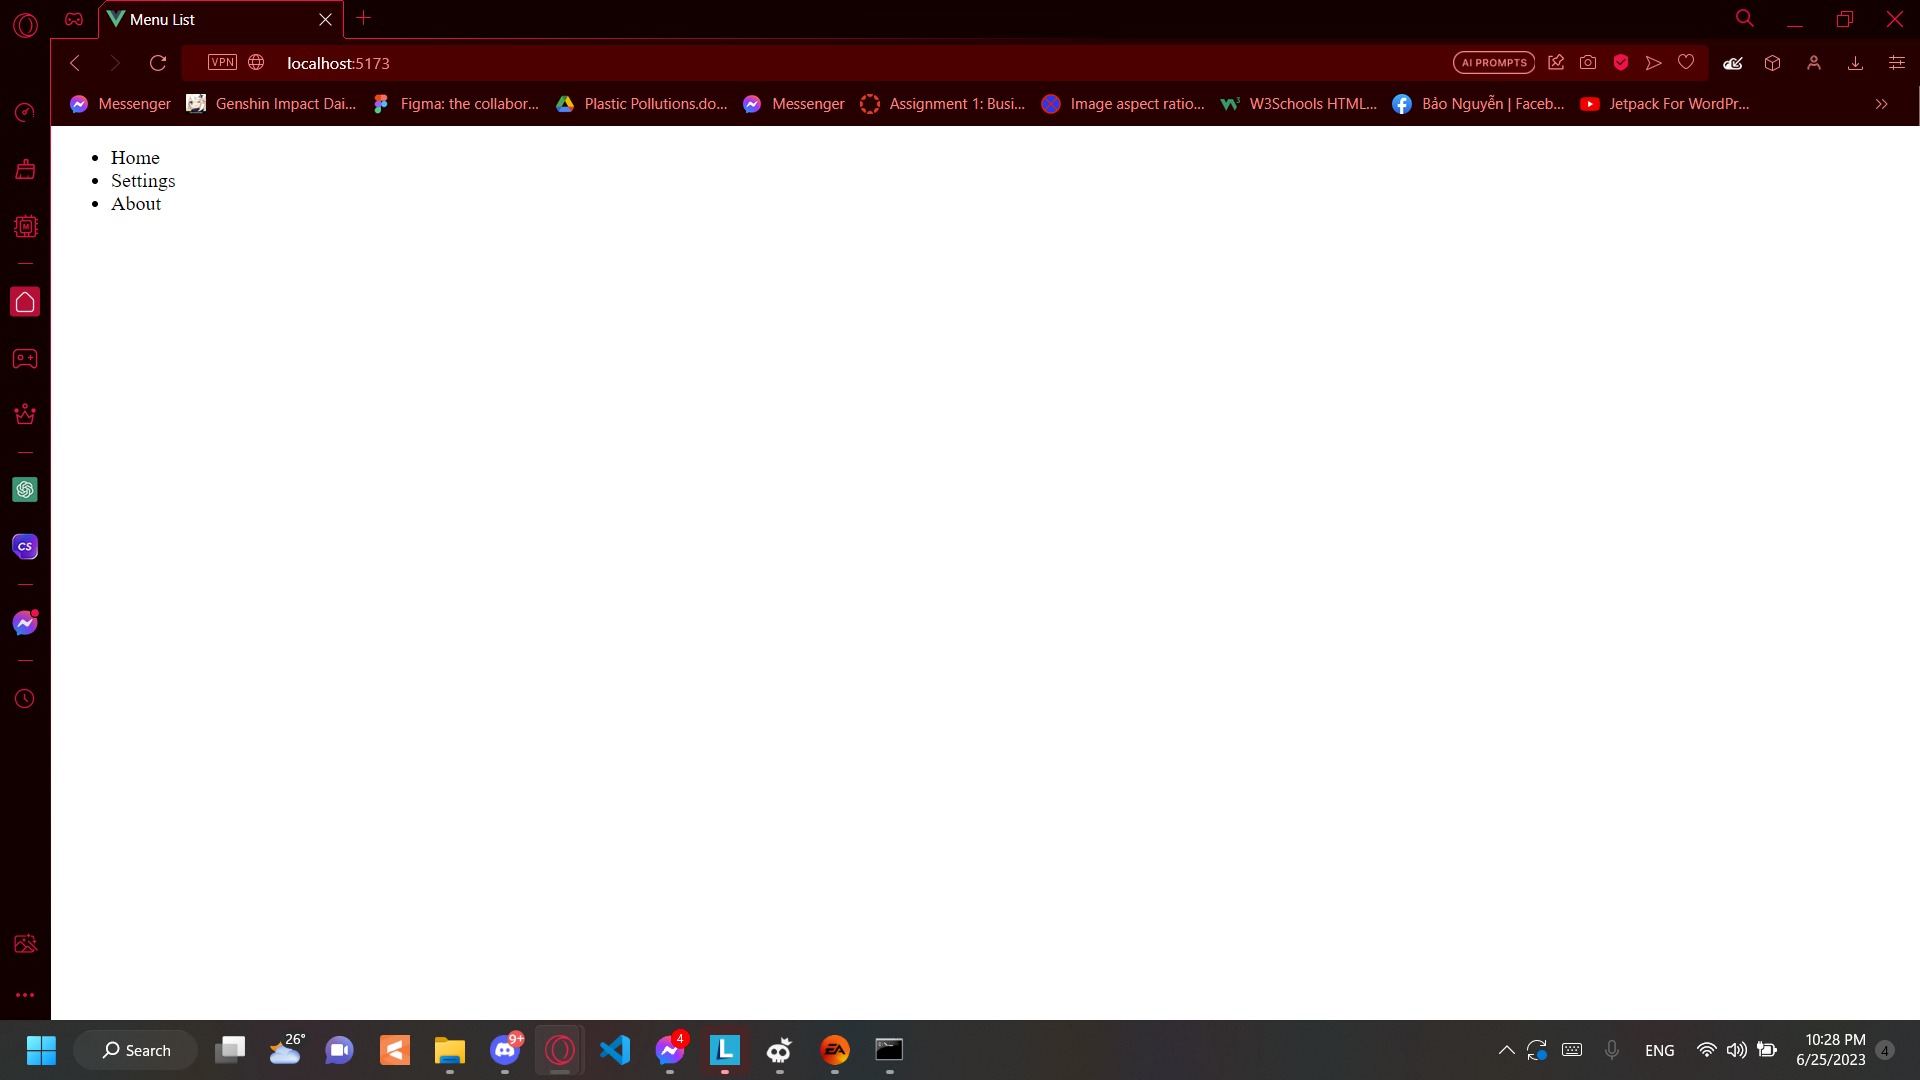 Menu List
VPN
localhost:5173
AI PROMPTS
Messenger
Genshin Impact Dai...
Figma: the collabor...
Plastic Pollutions.do...
Messenger
Assignment 1: Busi...
Image aspect ratio...
W3Schools HTML...
Bảo Nguyễn | Faceb...
Jetpack For WordPr...
• Home
• Settings
• About
M
CS
Search
26°
9+
4
L
EA
ENG
10:28 PM
6/25/2023
4